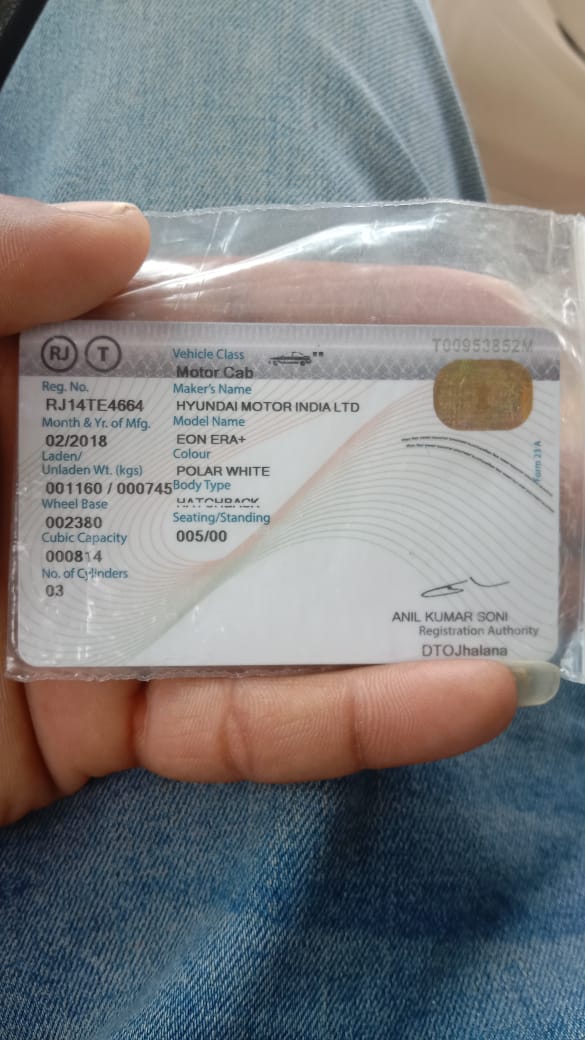 RJ T
T00953852M
Vehicle Class
Motor Cab
Reg. No.
RJ14TE4664
Maker's Name
HYUNDAI MOTOR INDIA LTD
Month & Yr. of Mfg.
02/2018
Model Name
EON ERA+
Laden/
Unladen Wt. (kgs)
001160 / 000745
Colour
POLAR WHITE
Body Type
HATCHBACK
Wheel Base
002380
Seating/Standing
005/00
Cubic Capacity
000814
No. of Cylinders
03
Form 23 A
ANIL KUMAR SONI
Registration Authority
DTOJhalana